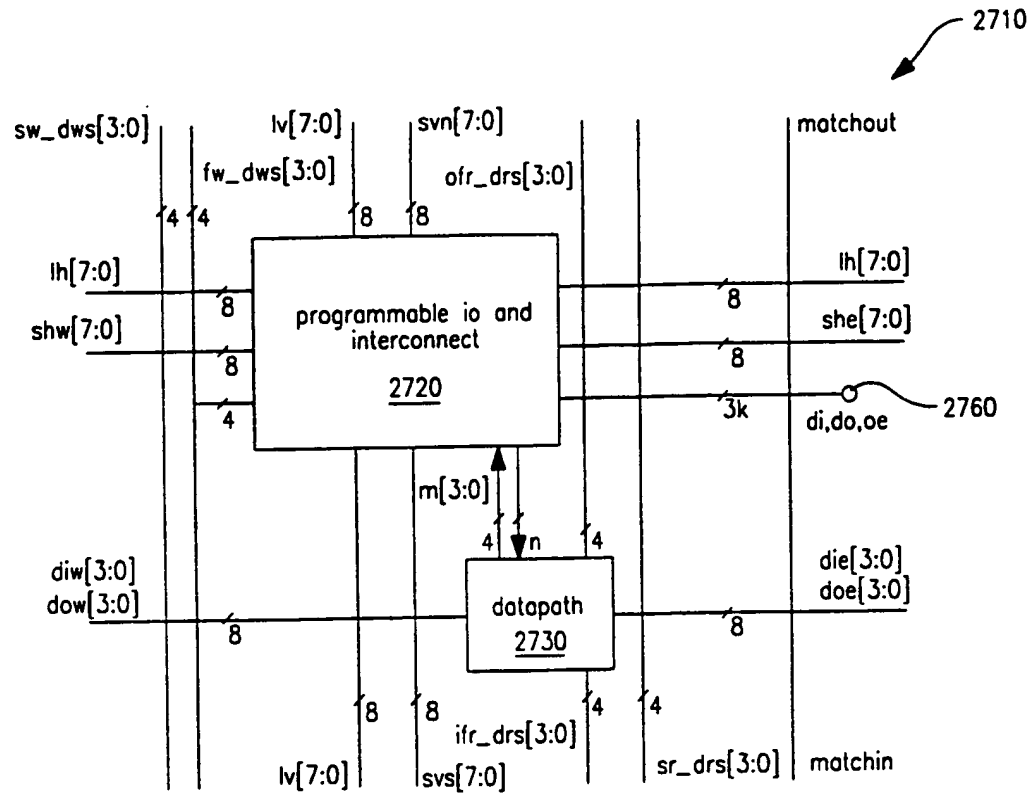 2710
sw_dws[3:0]
lv[7:0]
svn[7:0]
matchout
fw_dws[3:0]
ofr_drs[3:0]
4
4
8
8
lh[7:0]
lh[7:0]
8
8
programmable io and
interconnect
shw[7:0]
she[7:0]
8
8
2720
4
3k
di,do,oe
2760
m[3:0]
4
n
4
diw[3:0]
dow[3:0]
die[3:0]
doe[3:0]
datapath
8
8
2730
8
8
4
4
ifr_drs[3:0]
lv[7:0]
svs[7:0]
sr_drs[3:0]
matchin